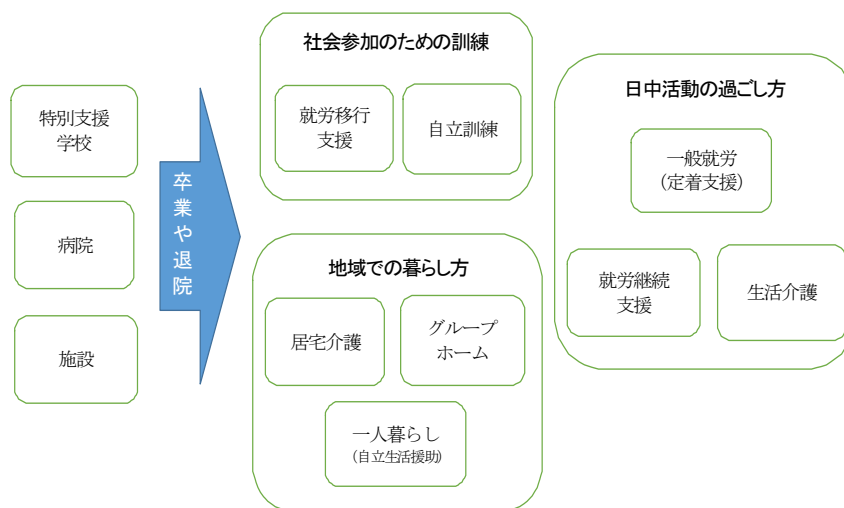 特別支援
学校
病院
施設
卒業や退院
社会参加のための訓練
就労移行
支援
自立訓練
地域での暮らし方
居宅介護
グループ
ホーム
一人暮らし
(自立生活援助)
日中活動の過ごし方
一般就労
(定着支援)
就労継続
支援
生活介護